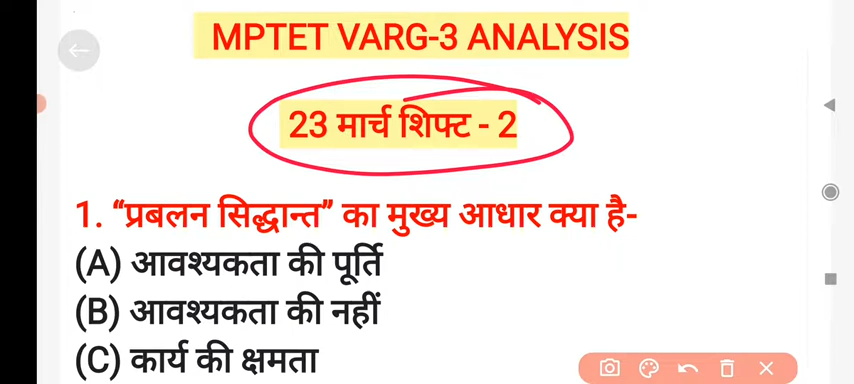 MPTET VARG-3 ANALYSIS
23 मार्च शिफ्ट - 2
1. “प्रबलन सिद्धान्त” का मुख्य आधार क्या है-
(A) आवश्यकता की पूर्ति
(B) आवश्यकता की नहीं
(C) कार्य की क्षमता